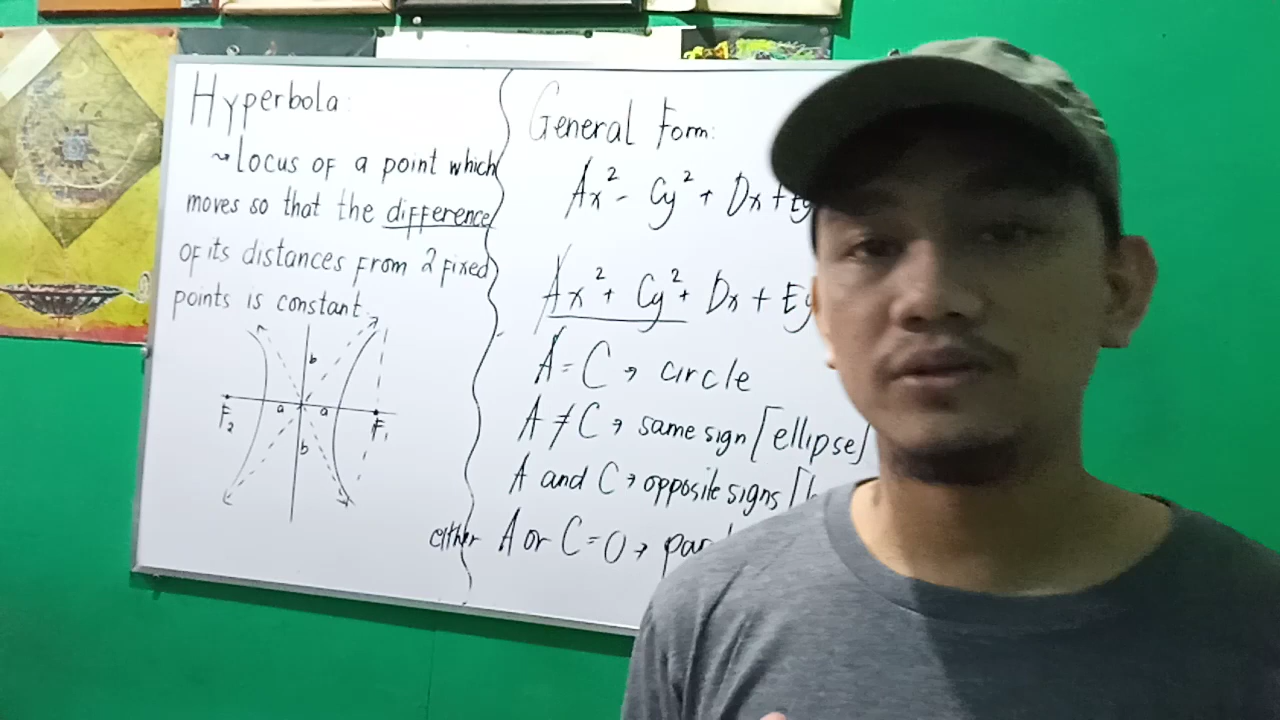 Hyperbola:
~ Locus of a point which
moves so that the difference
of its distances from 2 fixed
points is constant.
b
F₂
a
a
F₁
b
General Form:
Ax² - Cy² + Dx + Ey
Ax² + Cy² + Dx + Ey
A = C → circle
A ≠ C → same sign [ellipse]
A and C → opposite signs [
either A or C = 0 →